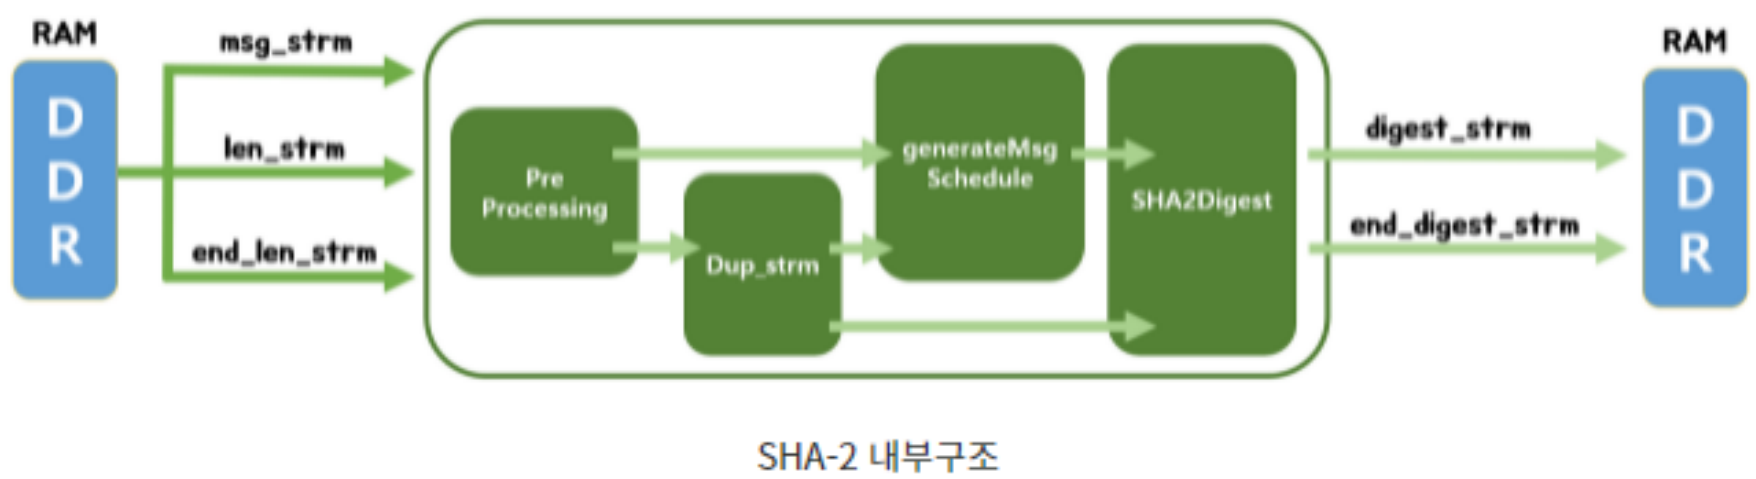 RAM
D
D
R
msg_strm
len_strm
end_len_strm
Pre
Processing
Dup_strm
generateMsg
Schedule
SHA2Digest
digest_strm
end_digest_strm
RAM
D
D
R
SHA-2 내부구조